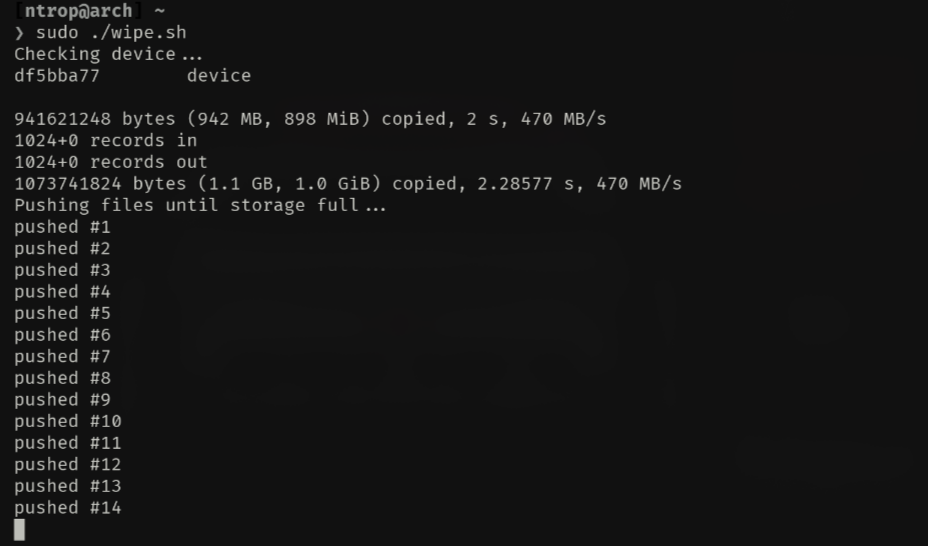 [ntrop@arch] ~
❯ sudo ./wipe.sh
Checking device...
df5bba77        device

941621248 bytes (942 MB, 898 MiB) copied, 2 s, 470 MB/s
1024+0 records in
1024+0 records out
1073741824 bytes (1.1 GB, 1.0 GiB) copied, 2.28577 s, 470 MB/s
Pushing files until storage full...
pushed #1
pushed #2
pushed #3
pushed #4
pushed #5
pushed #6
pushed #7
pushed #8
pushed #9
pushed #10
pushed #11
pushed #12
pushed #13
pushed #14